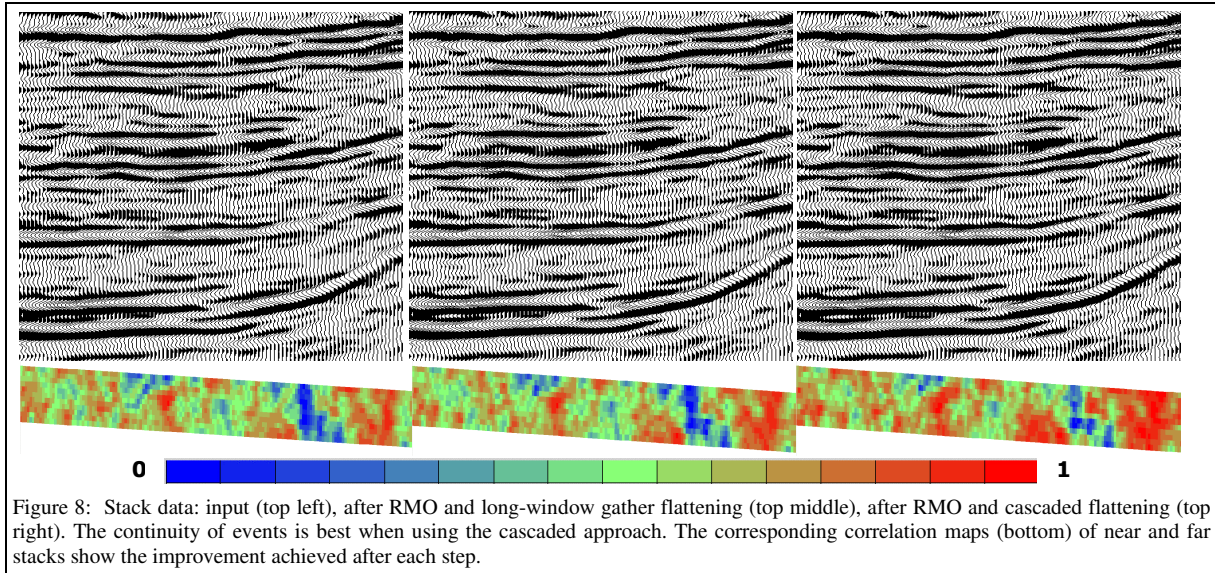 0 1
Figure 8: Stack data: input (top left), after RMO and long-window gather flattening (top middle), after RMO and cascaded flattening (top
right). The continuity of events is best when using the cascaded approach. The corresponding correlation maps (bottom) of near and far
stacks show the improvement achieved after each step.